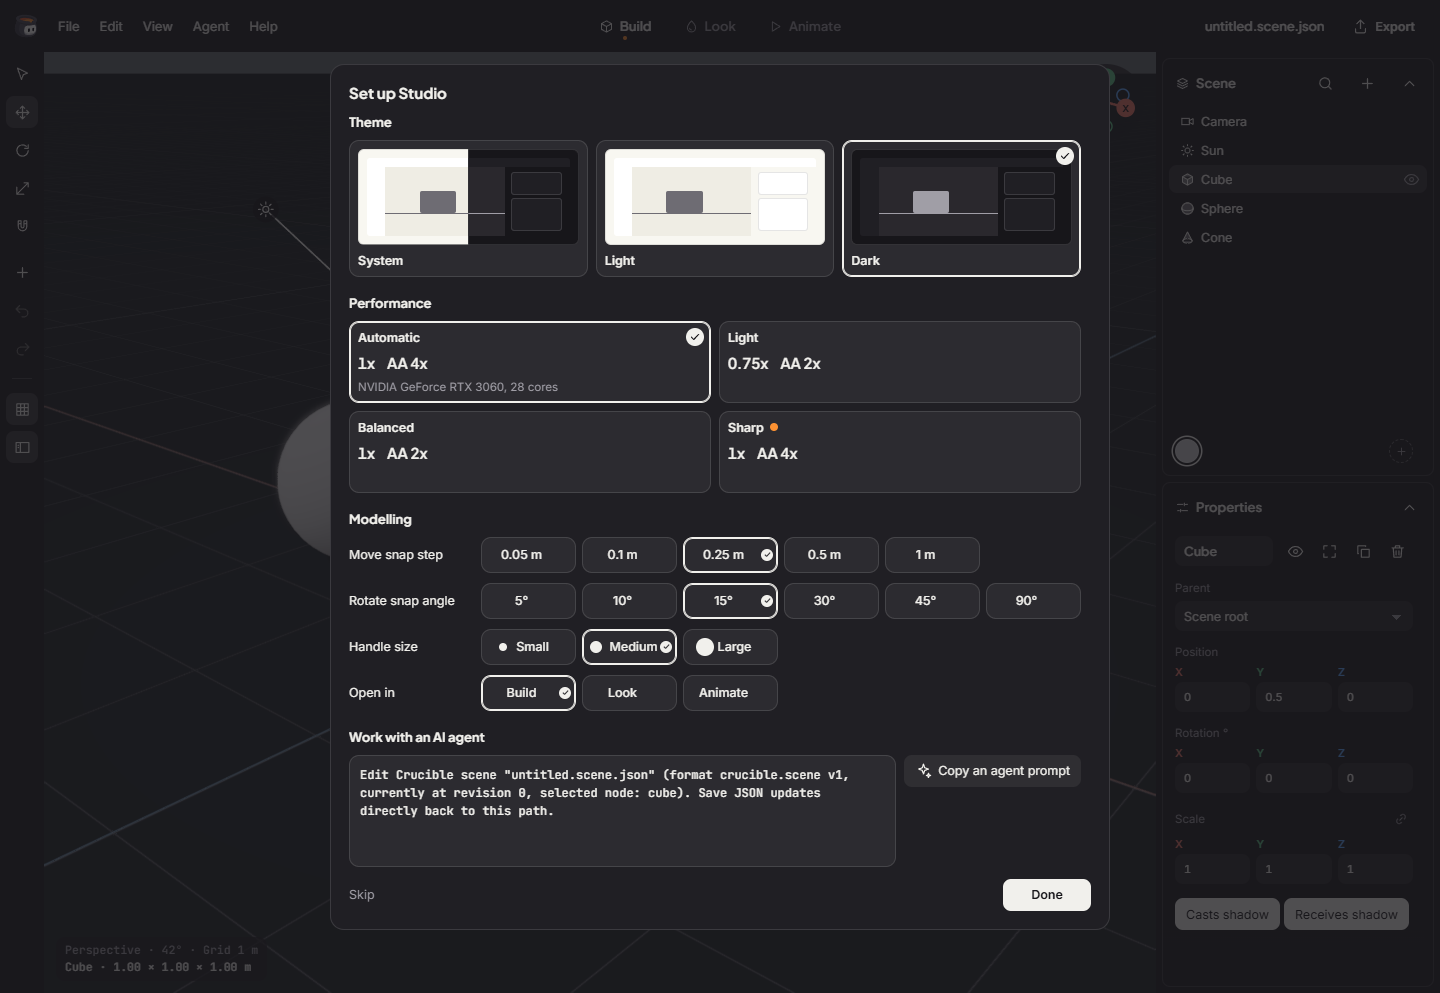 File Edit View Agent Help
Build Look Animate
untitled.scene.json Export
Set up Studio
Theme
System Light Dark
Performance
Automatic
1x AA 4x
NVIDIA GeForce RTX 3060, 28 cores
Light
0.75x AA 2x
Balanced
1x AA 2x
Sharp
1x AA 4x
Modelling
Move snap step 0.05 m 0.1 m 0.25 m 0.5 m 1 m
Rotate snap angle 5° 10° 15° 30° 45° 90°
Handle size Small Medium Large
Open in Build Look Animate
Work with an AI agent
Edit Crucible scene "untitled.scene.json" (format crucible.scene v1,
currently at revision 0, selected node: cube). Save JSON updates
directly back to this path.
Copy an agent prompt
Skip Done
Scene
Camera
Sun
Cube
Sphere
Cone
X
Properties
Cube
Parent
Scene root
Position
X Y Z
0 0.5 0
Rotation *
X Y Z
0 0 0
Scale
X Y Z
1 1 1
Casts shadow Receives shadow
Perspective · 42° · Grid 1 m
Cube · 1.00 × 1.00 × 1.00 m